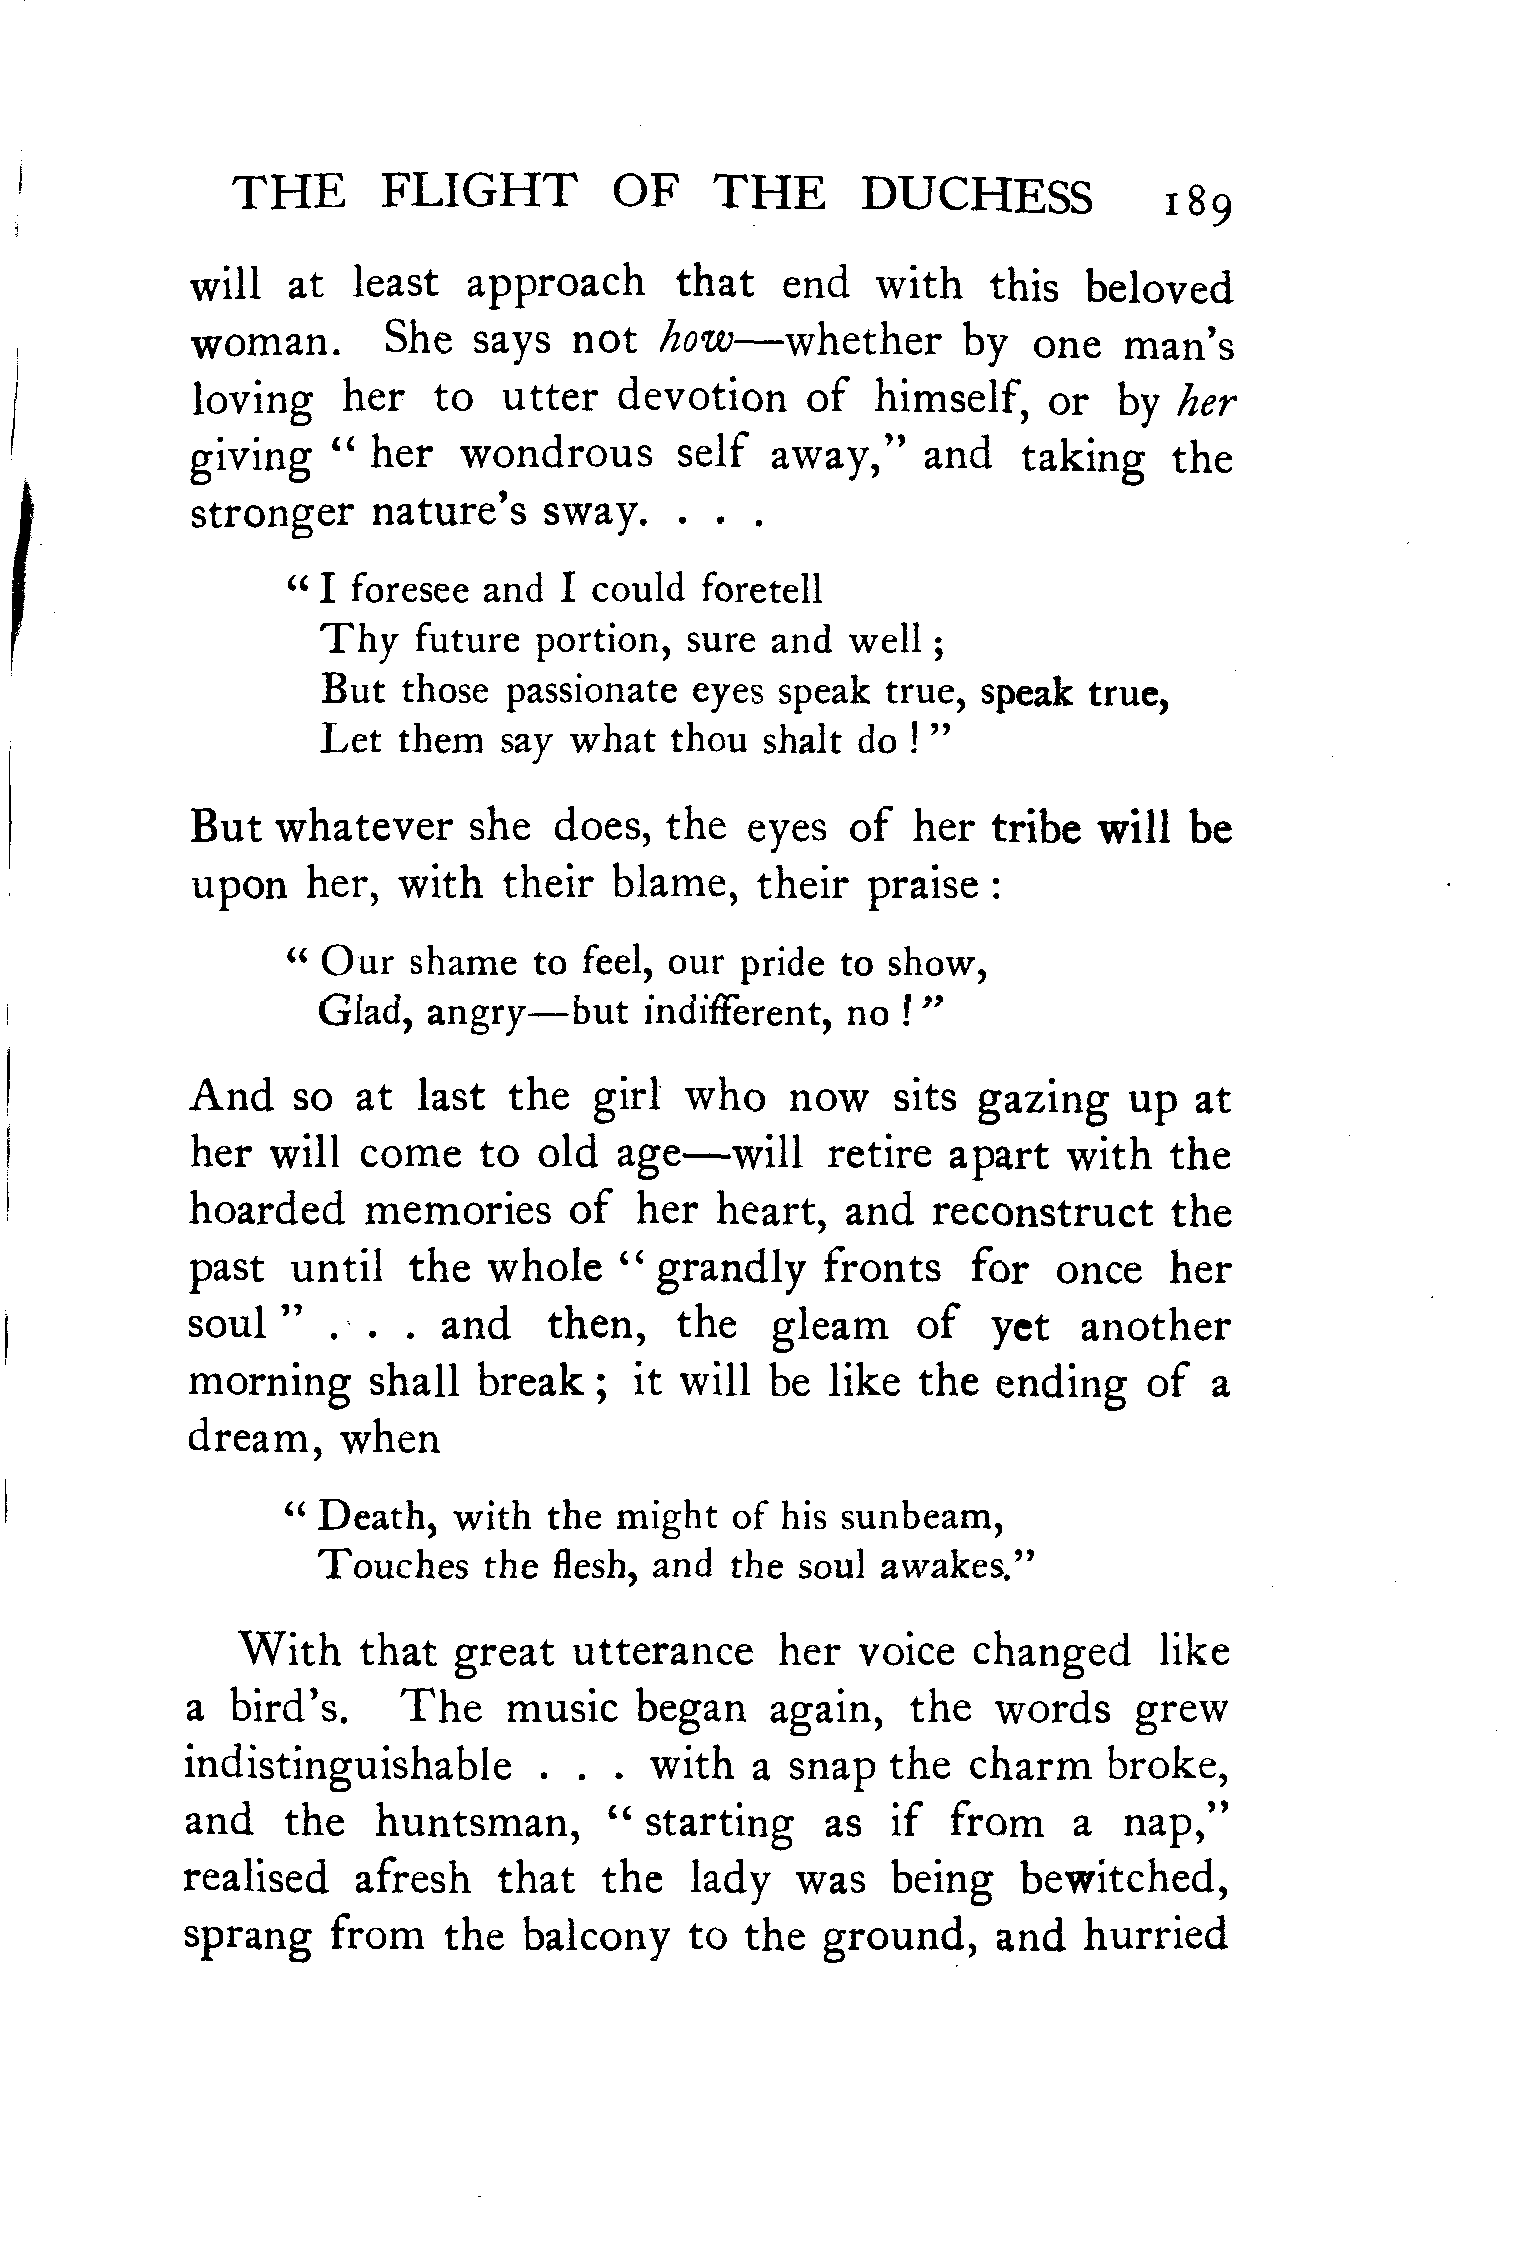 THE FLIGHT OF THE DUCHESS 189
will at least approach that end with this beloved
woman. She says not how—whether by one man's
loving her to utter devotion of himself, or by her
giving “ her wondrous self away,” and taking the
stronger nature's sway. . . .
“ I foresee and I could foretell
Thy future portion, sure and well ;
But those passionate eyes speak true, speak true,
Let them say what thou shalt do ! ”
But whatever she does, the eyes of her tribe will be
upon her, with their blame, their praise :
“ Our shame to feel, our pride to show,
Glad, angry—but indifferent, no ! ”
And so at last the girl who now sits gazing up at
her will come to old age—will retire apart with the
hoarded memories of her heart, and reconstruct the
past until the whole “ grandly fronts for once her
soul ” . . . and then, the gleam of yet another
morning shall break ; it will be like the ending of a
dream, when
“ Death, with the might of his sunbeam,
Touches the flesh, and the soul awakes.”
With that great utterance her voice changed like
a bird's. The music began again, the words grew
indistinguishable . . . with a snap the charm broke,
and the huntsman, “ starting as if from a nap,”
realised afresh that the lady was being bewitched,
sprang from the balcony to the ground, and hurried